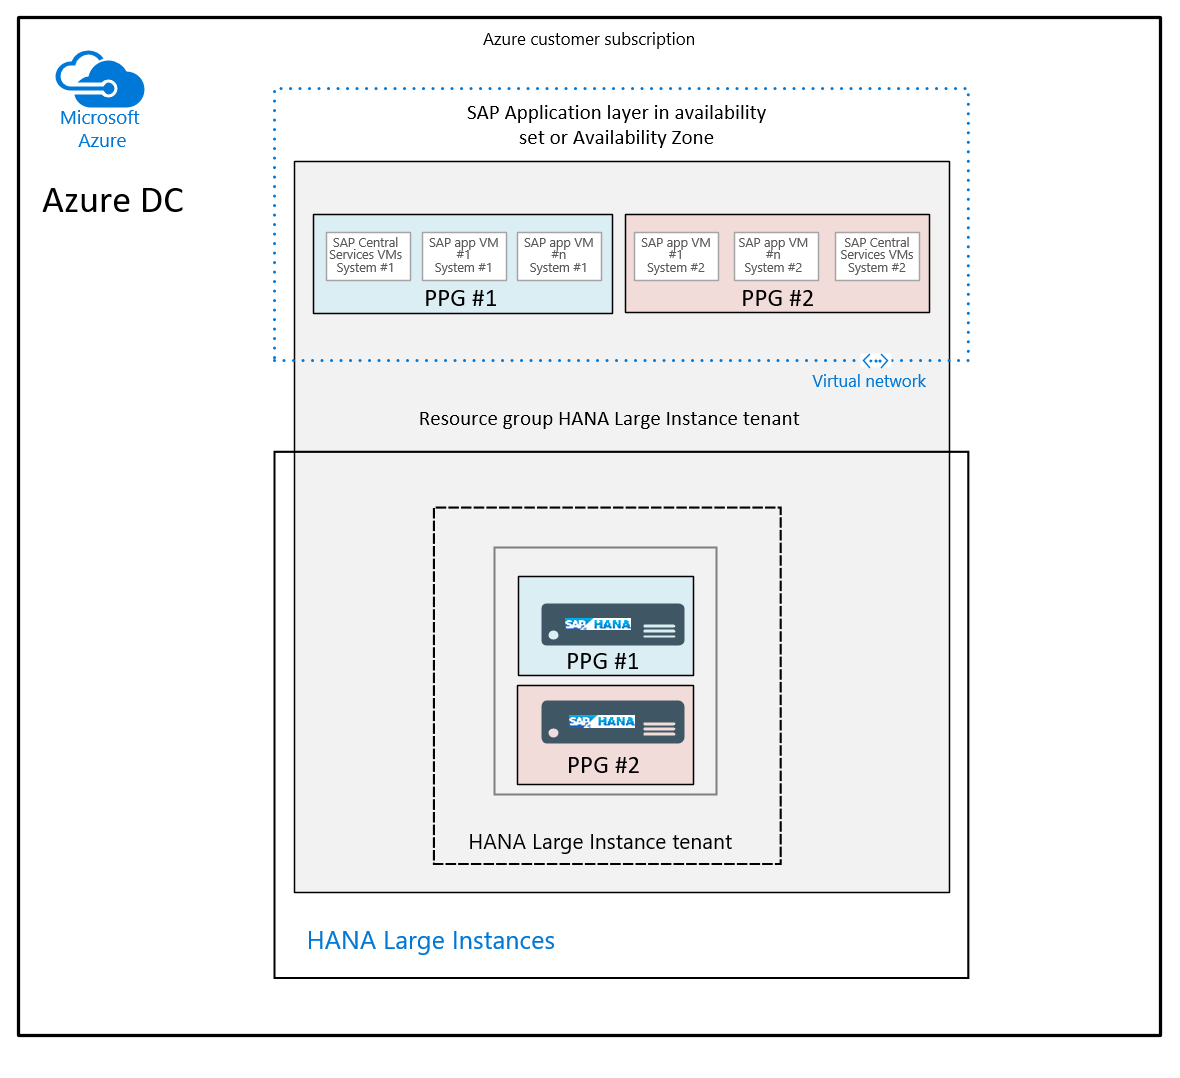 Azure customer subscription
Microsoft
Azure
Azure DC
SAP Application layer in availability
set or Availability Zone
SAP Central
Services VMs
System #1
SAP app VM
#1
System #1
SAP app VM
#n
System #1
PPG #1
SAP app VM
#1
System #2
SAP app VM
#n
System #2
SAP Central
Services VMs
System #2
PPG #2
Virtual network
Resource group HANA Large Instance tenant
SAP HANA
PPG #1
SAP HANA
PPG #2
HANA Large Instance tenant
HANA Large Instances